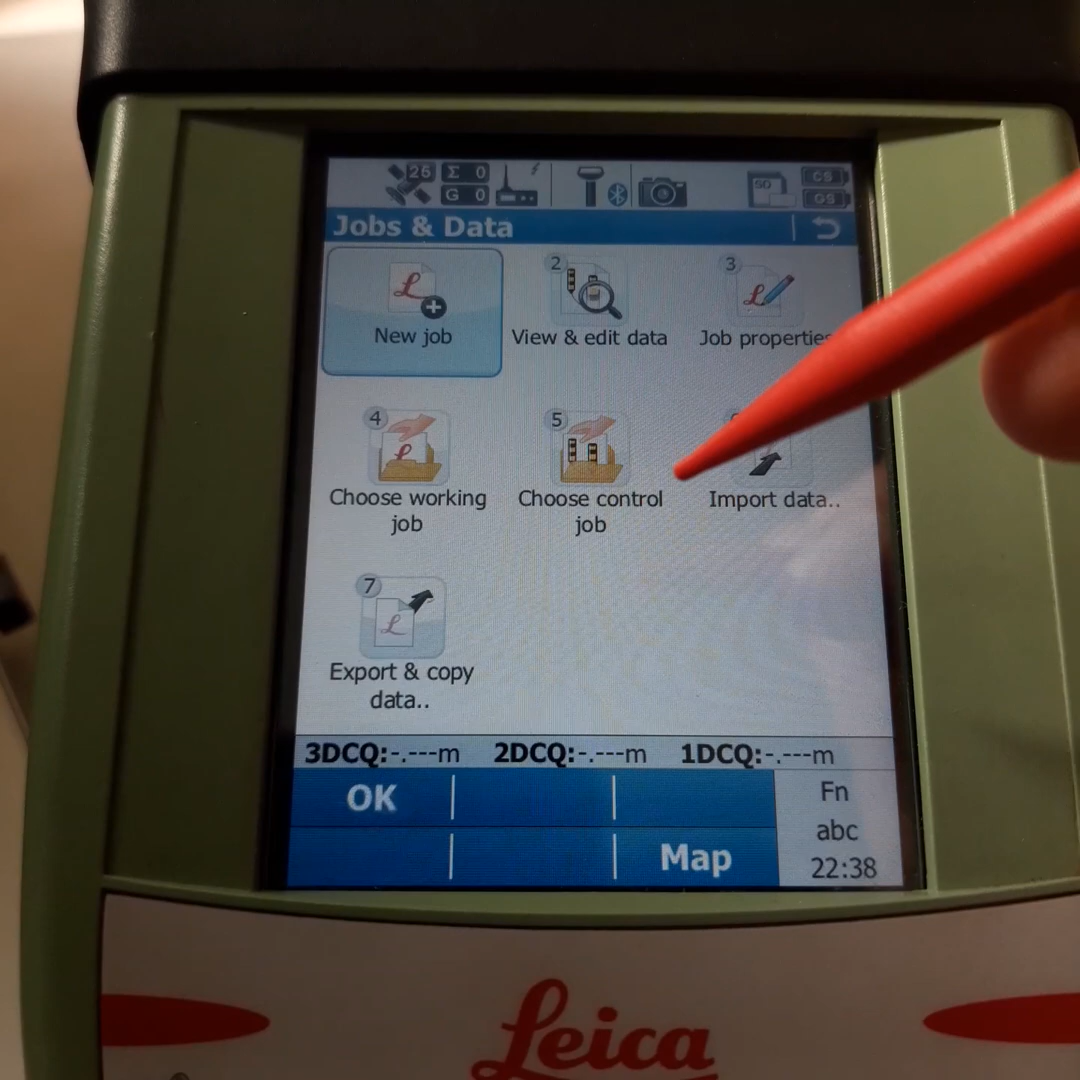 26 Σ 0
G 0
SD
CS
GS
Jobs & Data
New job
2
View & edit data
3
Job propertie
4
Choose working
job
5
Choose control
job
Import data..
7
Export & copy
data..
3DCQ:-.---m 2DCQ:-.---m 1DCQ:-.---m
OK
Fn
abc
Map
22:38
Leica